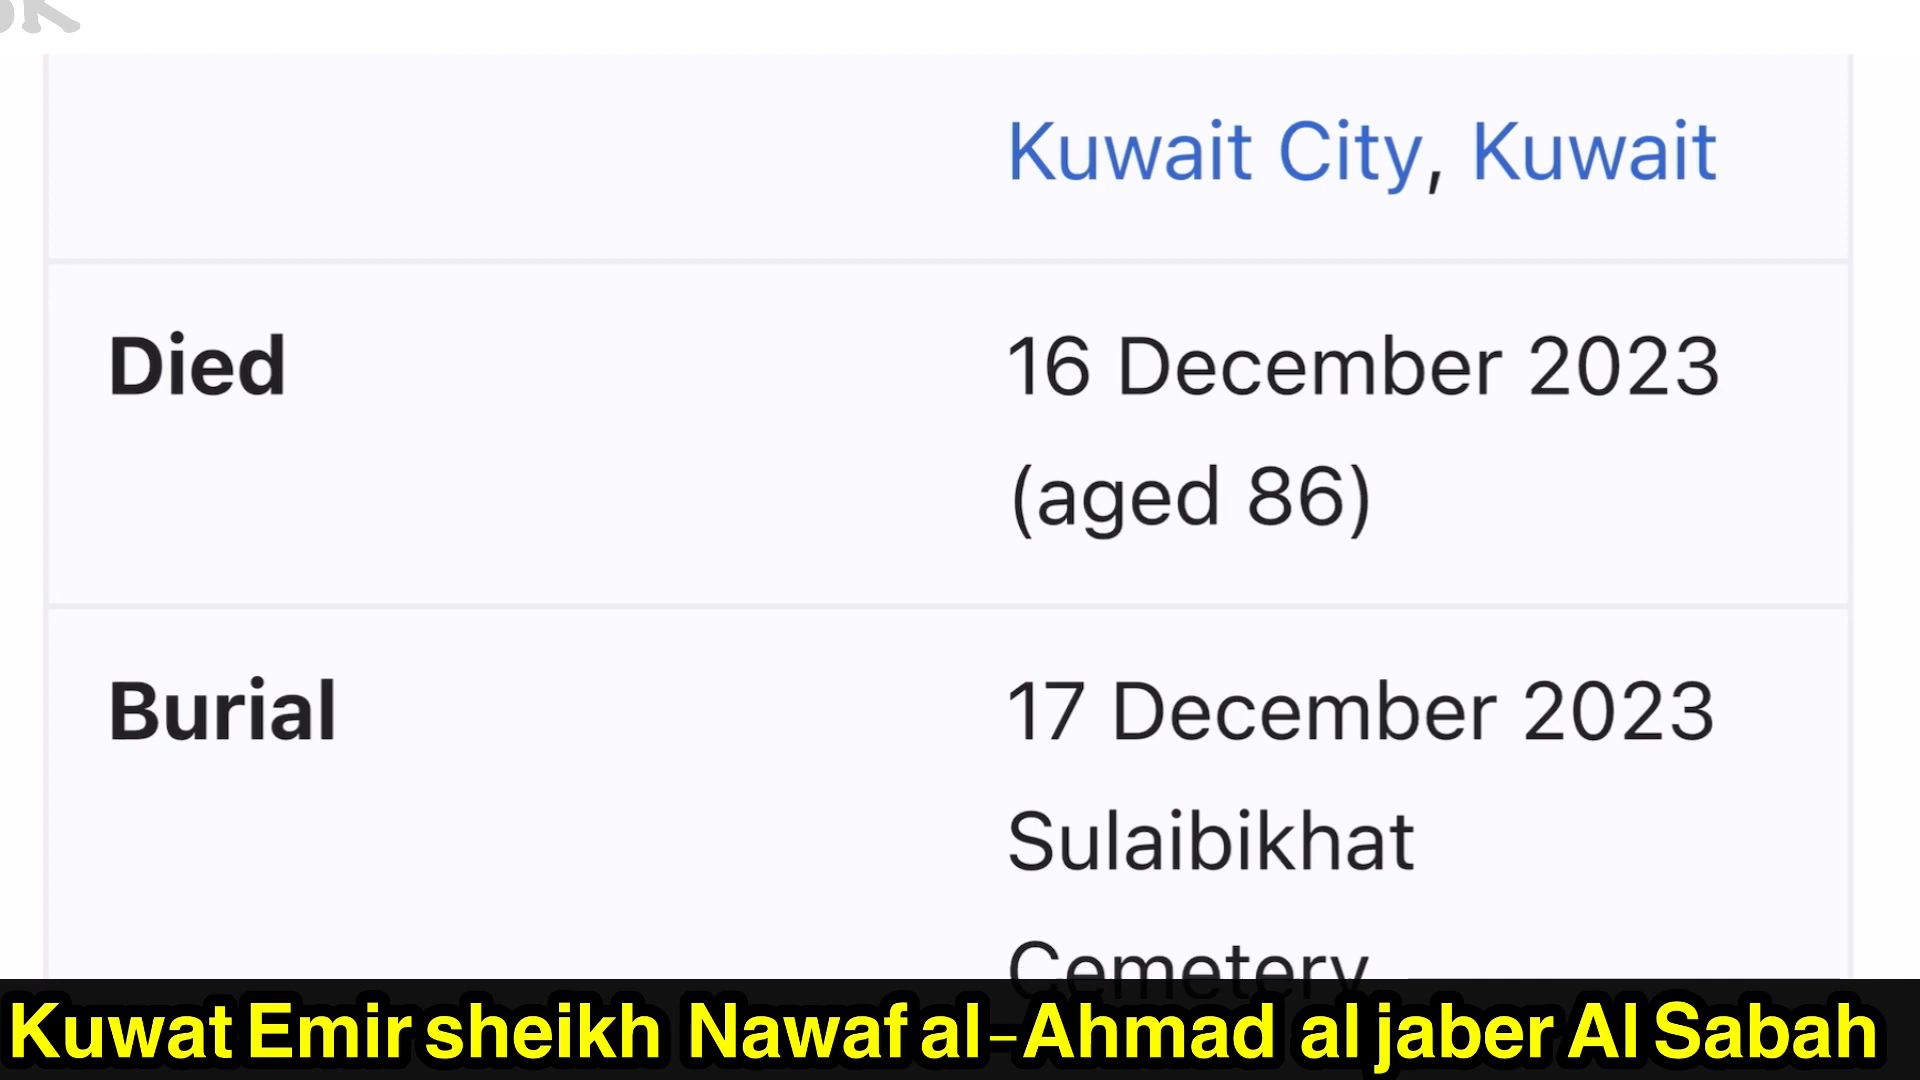 Kuwait City, Kuwait
Died 16 December 2023
(aged 86)
Burial 17 December 2023
Sulaibikhat
Cemetery
Kuwat Emir sheikh Nawaf al-Ahmad al jaber Al Sabah